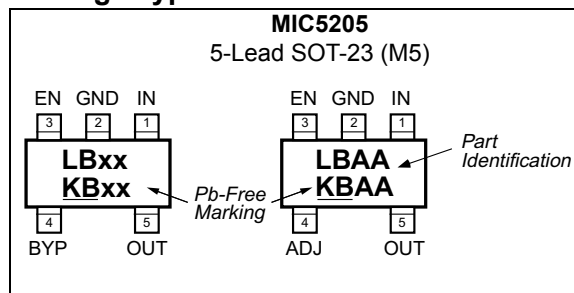 MIC5205
5-Lead SOT-23 (M5)
EN GND IN
3 2 1
LBxx
KBxx
4 5
BYP OUT
Pb-Free
Marking
EN GND IN
3 2 1
LBAA
KBAA
4 5
ADJ OUT
Part
Identification